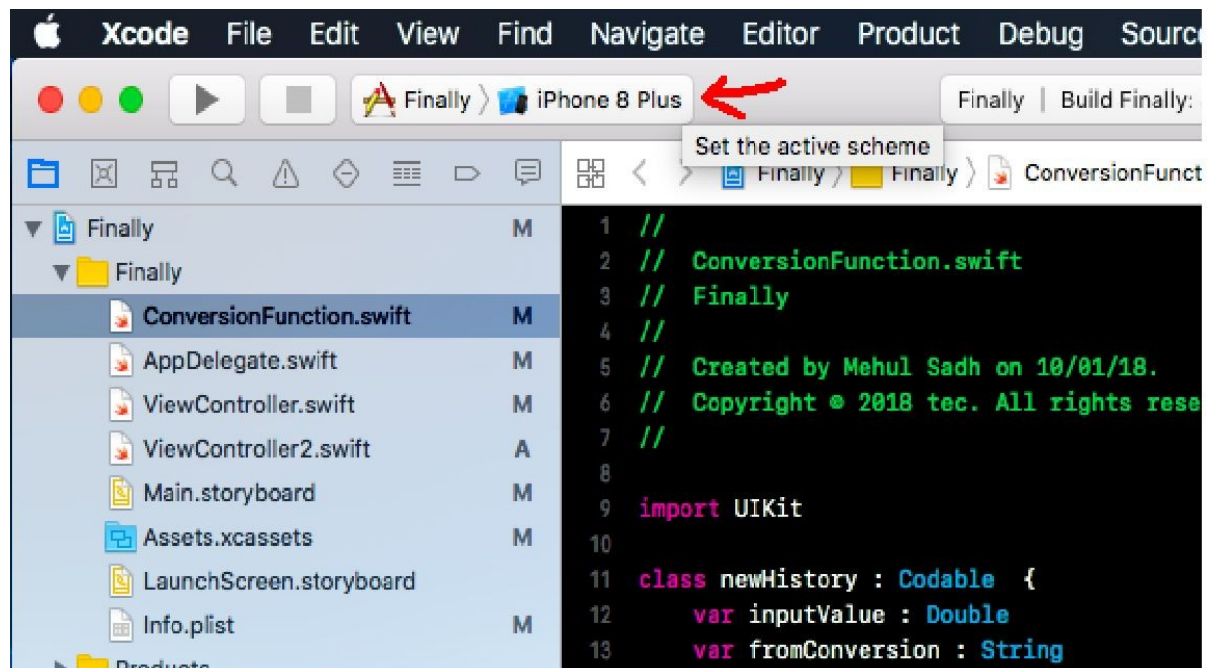 Xcode File Edit View Find Navigate Editor Product Debug Sourc
Finally iPhone 8 Plus Finally | Build Finally:
Set the active scheme
Finally Finally ConversionFunct
Finally M
Finally
ConversionFunction.swift M
AppDelegate.swift M
ViewController.swift M
ViewController2.swift A
Main.storyboard M
Assets.xcassets M
LaunchScreen.storyboard
Info.plist M
Products
1 //
2 // ConversionFunction.swift
3 // Finally
4 //
5 // Created by Mehul Sadh on 10/01/18.
6 // Copyright © 2018 tec. All rights rese
7 //
8
9 import UIKit
10
11 class newHistory : Codable {
12 var inputValue : Double
13 var fromConversion : String